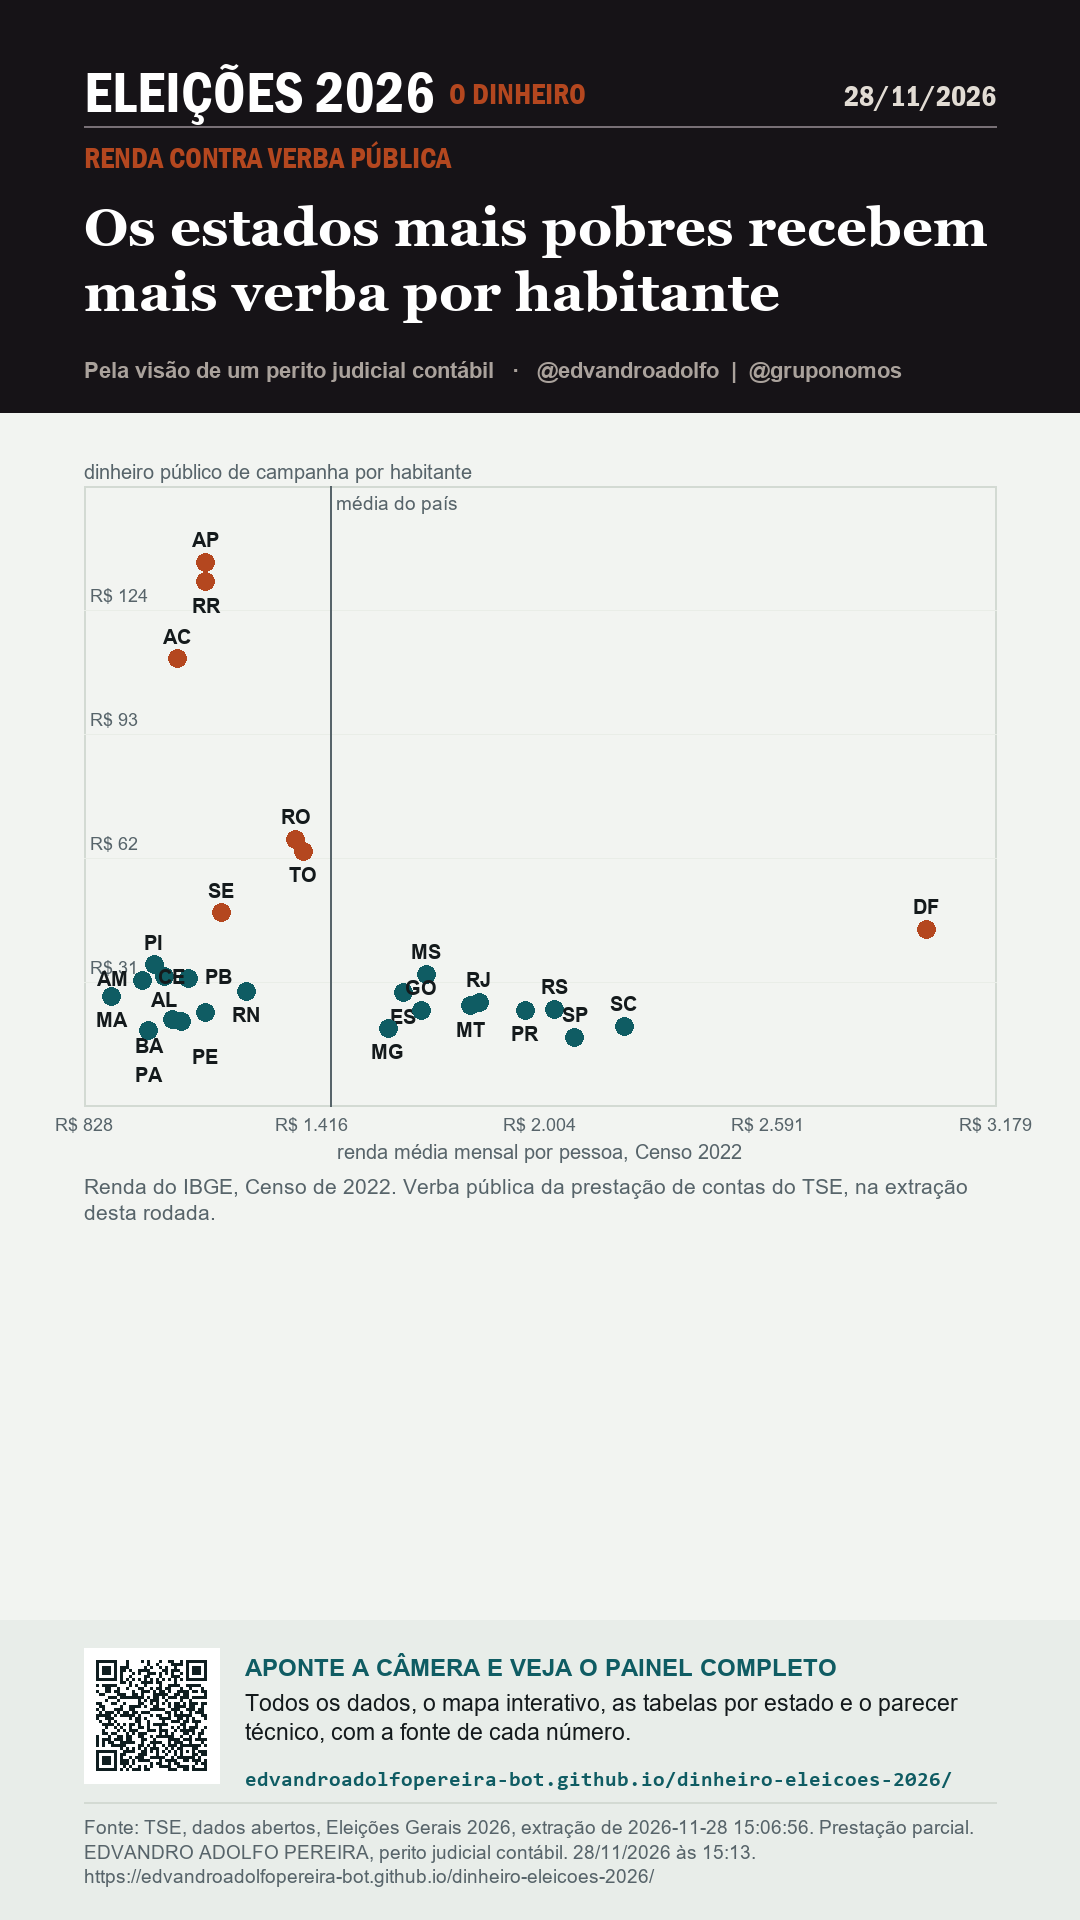 ELEIÇÕES 2026 O DINHEIRO 28/11/2026
RENDA CONTRA VERBA PÚBLICA
Os estados mais pobres recebem
mais verba por habitante
Pela visão de um perito judicial contábil · @edvandroadolfo | @gruponomos
dinheiro público de campanha por habitante
média do país
AP
R$ 124
RR
AC
R$ 93
RO
R$ 62
TO
SE
DF
PI
MS
R$ 31
AM CE PB RJ
GO RS
AL SC
MA RN ES SP
MT PR
BA MG
PE
PA
R$ 828 R$ 1.416 R$ 2.004 R$ 2.591 R$ 3.179
renda média mensal por pessoa, Censo 2022
Renda do IBGE, Censo de 2022. Verba pública da prestação de contas do TSE, na extração
desta rodada.
APONTE A CÂMERA E VEJA O PAINEL COMPLETO
Todos os dados, o mapa interativo, as tabelas por estado e o parecer
técnico, com a fonte de cada número.
edvandroadolfopereira-bot.github.io/dinheiro-eleicoes-2026/
Fonte: TSE, dados abertos, Eleições Gerais 2026, extração de 2026-11-28 15:06:56. Prestação parcial.
EDVANDRO ADOLFO PEREIRA, perito judicial contábil. 28/11/2026 às 15:13.
https://edvandroadolfopereira-bot.github.io/dinheiro-eleicoes-2026/